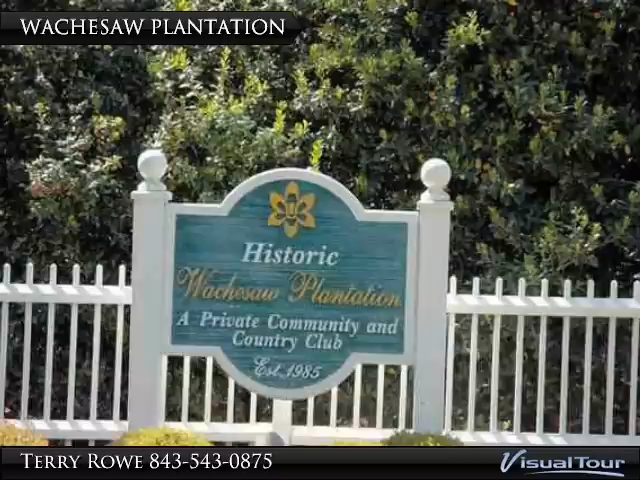 WACHESAW PLANTATION
Historic
Wachesaw Plantation
A Private Community and
Country Club
Est. 1985
TERRY ROWE 843-543-0875
VISUALTOUR